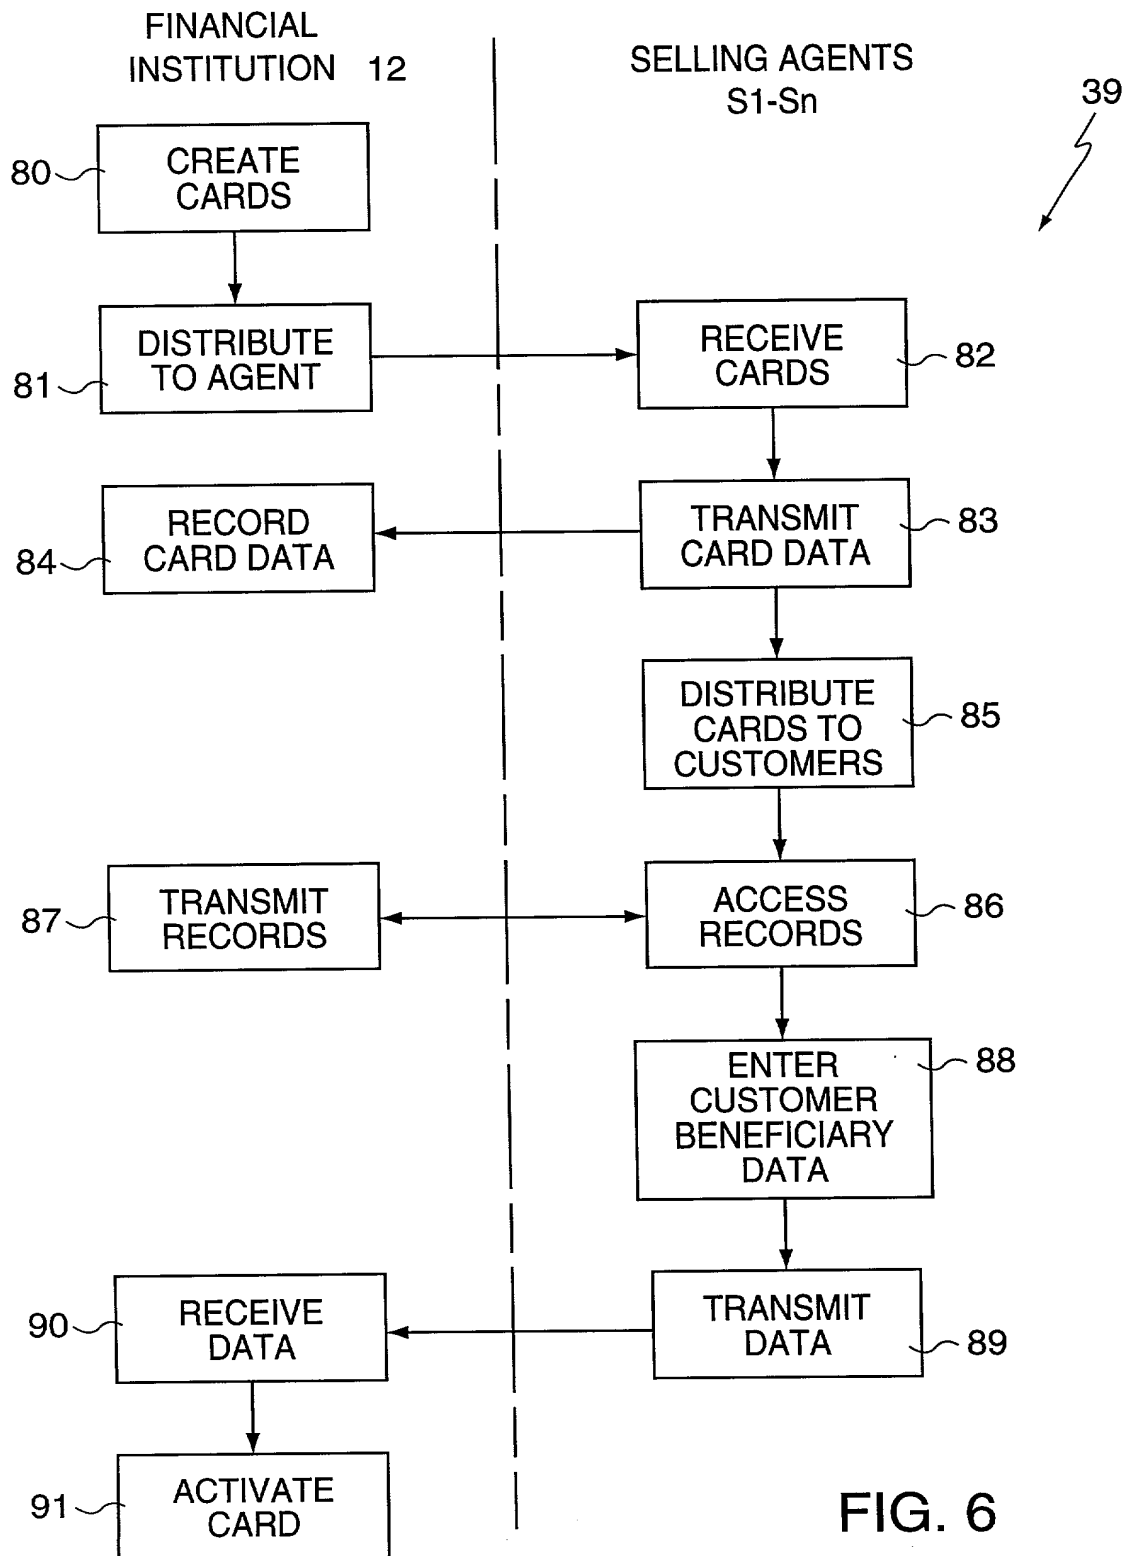 FINANCIAL
INSTITUTION 12
SELLING AGENTS
S1-Sn
39
80
CREATE
CARDS
81
DISTRIBUTE
TO AGENT
RECEIVE
CARDS
82
84
RECORD
CARD DATA
TRANSMIT
CARD DATA
83
DISTRIBUTE
CARDS TO
CUSTOMERS
85
87
TRANSMIT
RECORDS
ACCESS
RECORDS
86
ENTER
CUSTOMER
BENEFICIARY
DATA
88
90
RECEIVE
DATA
TRANSMIT
DATA
89
91
ACTIVATE
CARD
FIG. 6